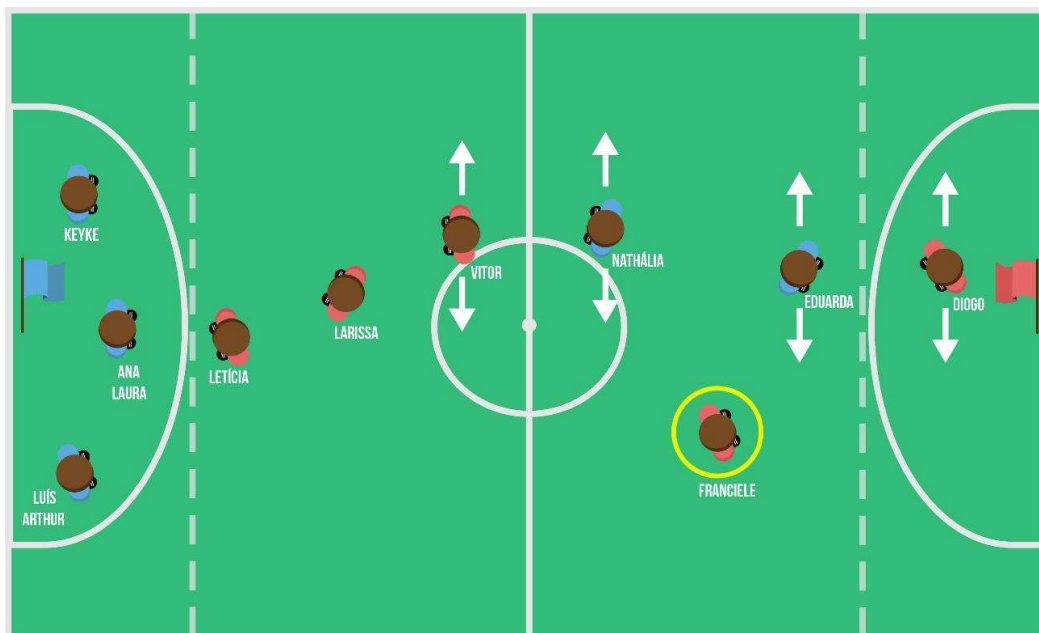 KEYKE
ANA
LAURA
LUÍS
ARTHUR
LETÍCIA
LARISSA
VITOR
NATHÁLIA
FRANCIELE
EDUARDA
DIOGO